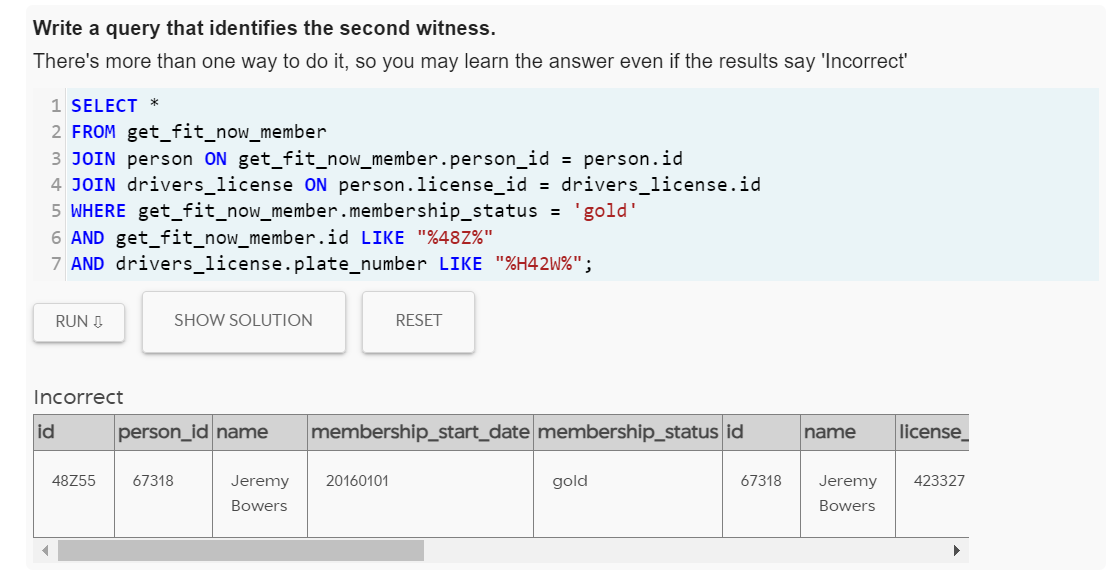 Write a query that identifies the second witness.
There's more than one way to do it, so you may learn the answer even if the results say 'Incorrect'
1 SELECT *
2 FROM get_fit_now_member
3 JOIN person ON get_fit_now_member.person_id = person.id
4 JOIN drivers_license ON person.license_id = drivers_license.id
5 WHERE get_fit_now_member.membership_status = 'gold'
6 AND get_fit_now_member.id LIKE "%48Z%"
7 AND drivers_license.plate_number LIKE "%H42W%";
RUN ⇩ SHOW SOLUTION RESET
Incorrect
id person_id name membership_start_date membership_status id name license_
48Z55 67318 Jeremy 20160101 gold 67318 Jeremy 423327
Bowers Bowers